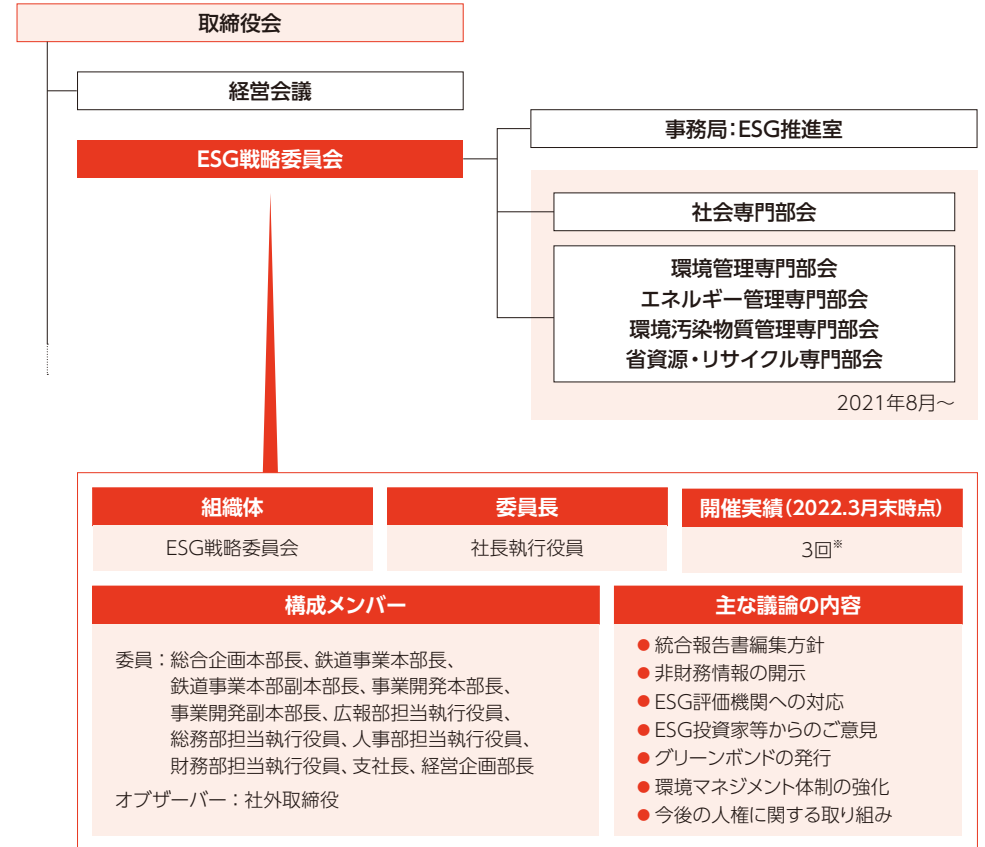 取締役会
経営会議
ESG戦略委員会
事務局:ESG推進室
社会専門部会
環境管理専門部会
エネルギー管理専門部会
環境汚染物質管理専門部会
省資源・リサイクル専門部会
2021年8月~
組織体
ESG戦略委員会
委員長
社長執行役員
開催実績(2022.3月末時点)
3回※
構成メンバー
委員:総合企画本部長、鉄道事業本部長、
鉄道事業本部副本部長、事業開発本部長、
事業開発副本部長、広報部担当執行役員、
総務部担当執行役員、人事部担当執行役員、
財務部担当執行役員、支社長、経営企画部長
オブザーバー:社外取締役
主な議論の内容
● 統合報告書編集方針
● 非財務情報の開示
● ESG評価機関への対応
● ESG投資家等からのご意見
● グリーンボンドの発行
● 環境マネジメント体制の強化
● 今後の人権に関する取り組み